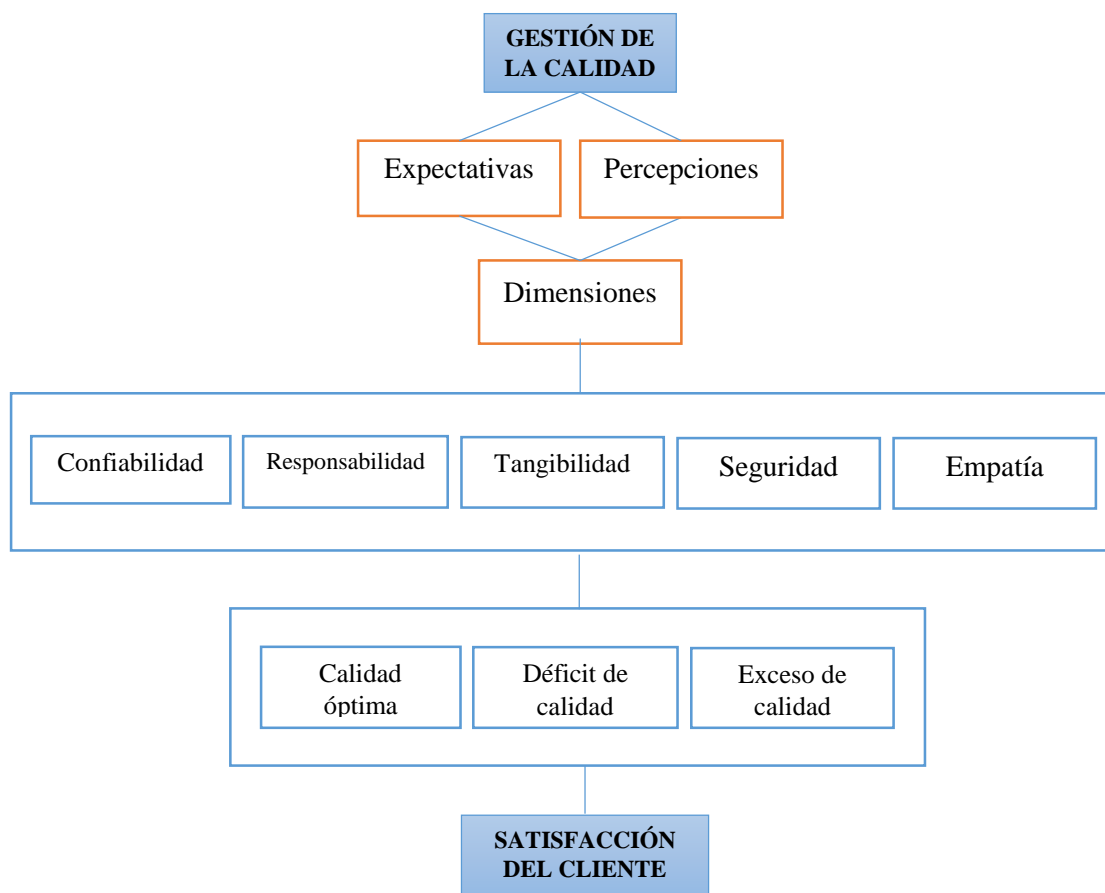 GESTIÓN DE
LA CALIDAD
Expectativas
Percepciones
Dimensiones
Confiabilidad
Responsabilidad
Tangibilidad
Seguridad
Empatía
Calidad
óptima
Déficit de
calidad
Exceso de
calidad
SATISFACCIÓN
DEL CLIENTE